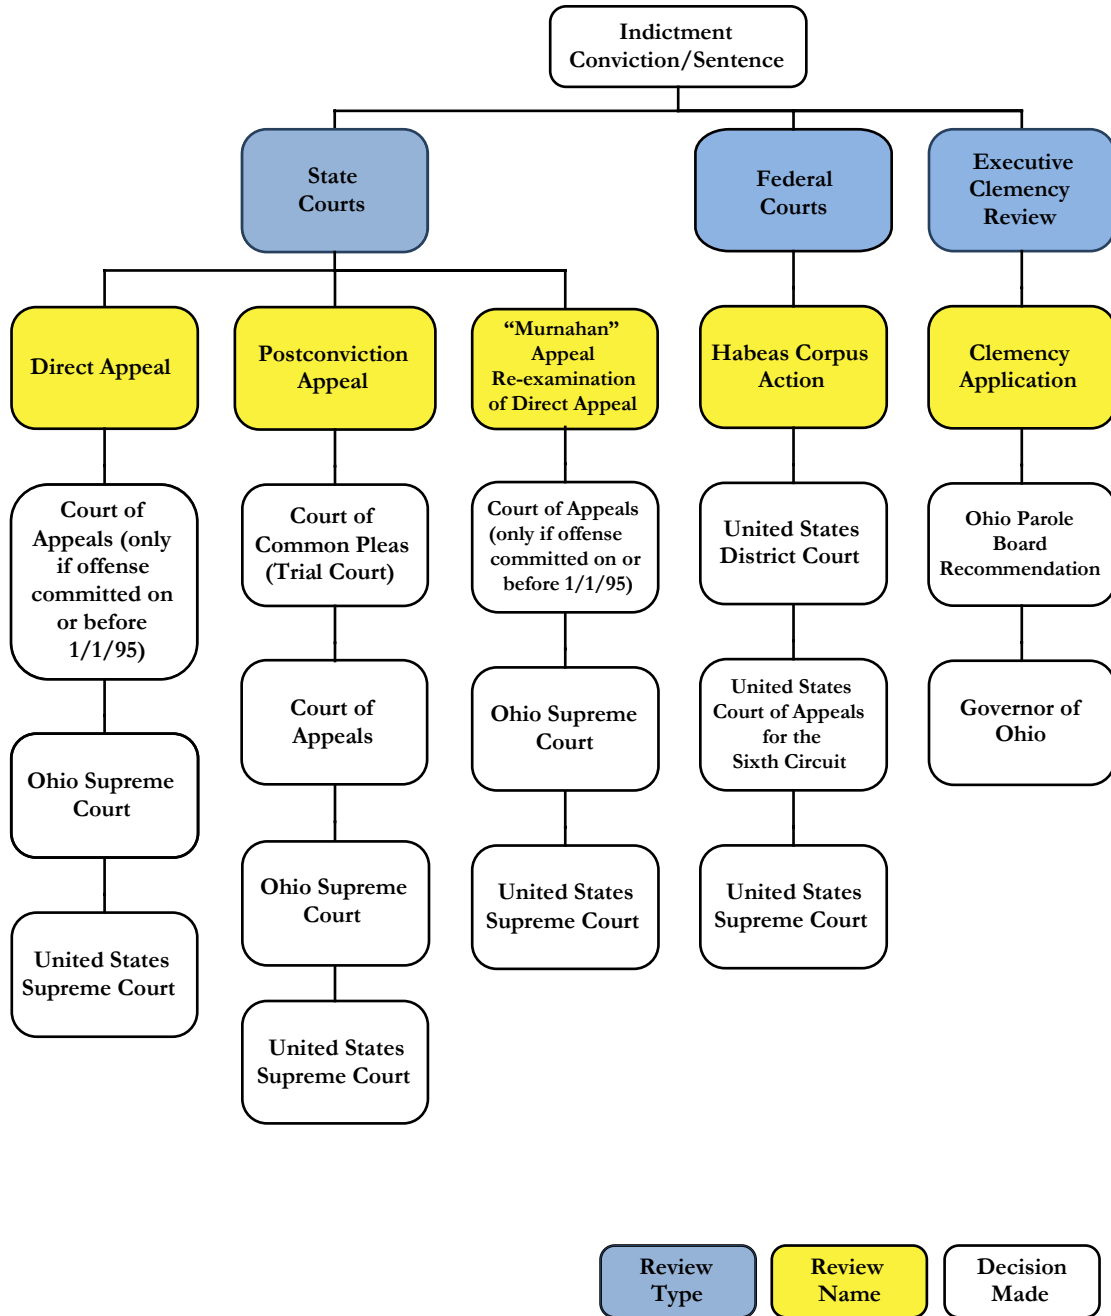 Indictment
Conviction/Sentence
State
Courts
Federal
Courts
Executive
Clemency
Review
Direct Appeal
Postconviction
Appeal
“Murnahan”
Appeal
Re-examination
of Direct Appeal
Habeas Corpus
Action
Clemency
Application
Court of
Appeals (only
if offense
committed on
or before
1/1/95)
Court of
Common Pleas
(Trial Court)
Court of Appeals
(only if offense
committed on or
before 1/1/95)
United States
District Court
Ohio Parole
Board
Recommendation
Ohio Supreme
Court
Court of
Appeals
Ohio Supreme
Court
United States
Court of Appeals
for the
Sixth Circuit
Governor of
Ohio
United States
Supreme Court
Ohio Supreme
Court
United States
Supreme Court
United States
Supreme Court
United States
Supreme Court
Review
Type
Review
Name
Decision
Made